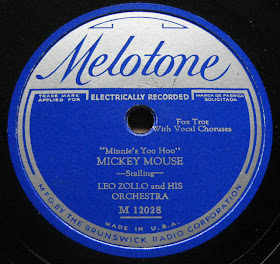 Melotone
TRADE MARK
APPLIED FOR
ELECTRICALLY RECORDED
MARCA DE FABRICA
SOLICITADA
Fox Trot
With Vocal Choruses
"Minnie's Yoo Hoo"
MICKEY MOUSE
—Stalling—
LEO ZOLLO and HIS
ORCHESTRA
M 12028
MADE IN U.S.A.
MFG. BY THE BRUNSWICK RADIO CORPORATION